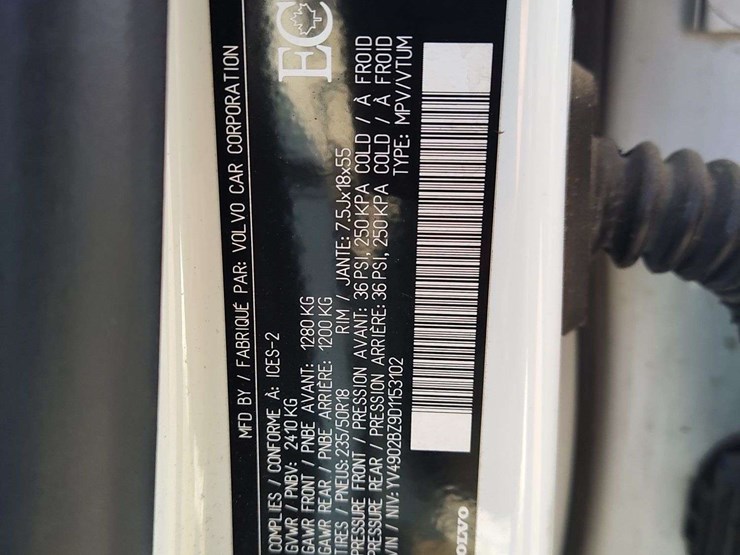 MFD BY / FABRIQUÉ PAR: VOLVO CAR CORPORATION
EC
COMPLIES / CONFORME À: ICES-2
GVWR / PNBV: 2410 KG
GAWR FRONT / PNBE AVANT: 1280 KG
GAWR REAR / PNBE ARRIÈRE: 1200 KG
TIRES / PNEUS: 235/50R18 RIM / JANTE: 7.5Jx18x55
PRESSURE FRONT / PRESSION AVANT: 36 PSI, 250 KPA COLD / À FROID
PRESSURE REAR / PRESSION ARRIÈRE: 36 PSI, 250 KPA COLD / À FROID
VIN / NIV: YV4902BZ9D1153102 TYPE: MPV/VTUM
VOLVO